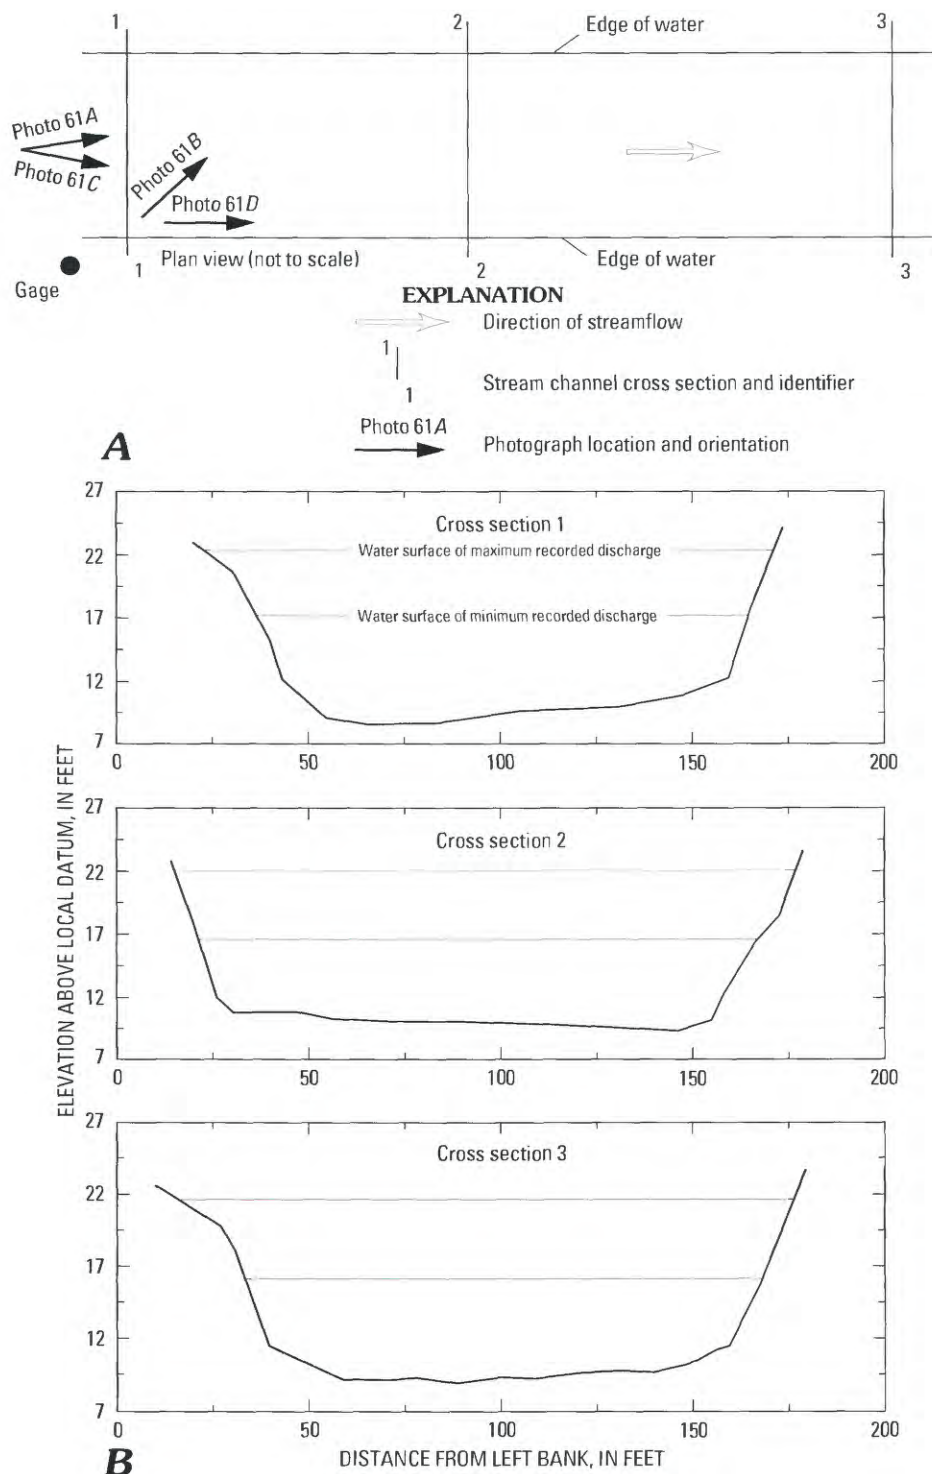 1
2
3
Edge of water
Photo 61A
Photo 61C
Photo 61B
Photo 61D
Gage
1
Plan view (not to scale)
2
Edge of water
3
EXPLANATION
Direction of streamflow
1
1
Stream channel cross section and identifier
Photo 61A
Photograph location and orientation
A
ELEVATION ABOVE LOCAL DATUM, IN FEET
27
22
17
12
7
Cross section 1
Water surface of maximum recorded discharge
Water surface of minimum recorded discharge
0
50
100
150
200
27
22
17
12
7
Cross section 2
0
50
100
150
200
27
22
17
12
7
Cross section 3
0
50
100
150
200
B
DISTANCE FROM LEFT BANK, IN FEET